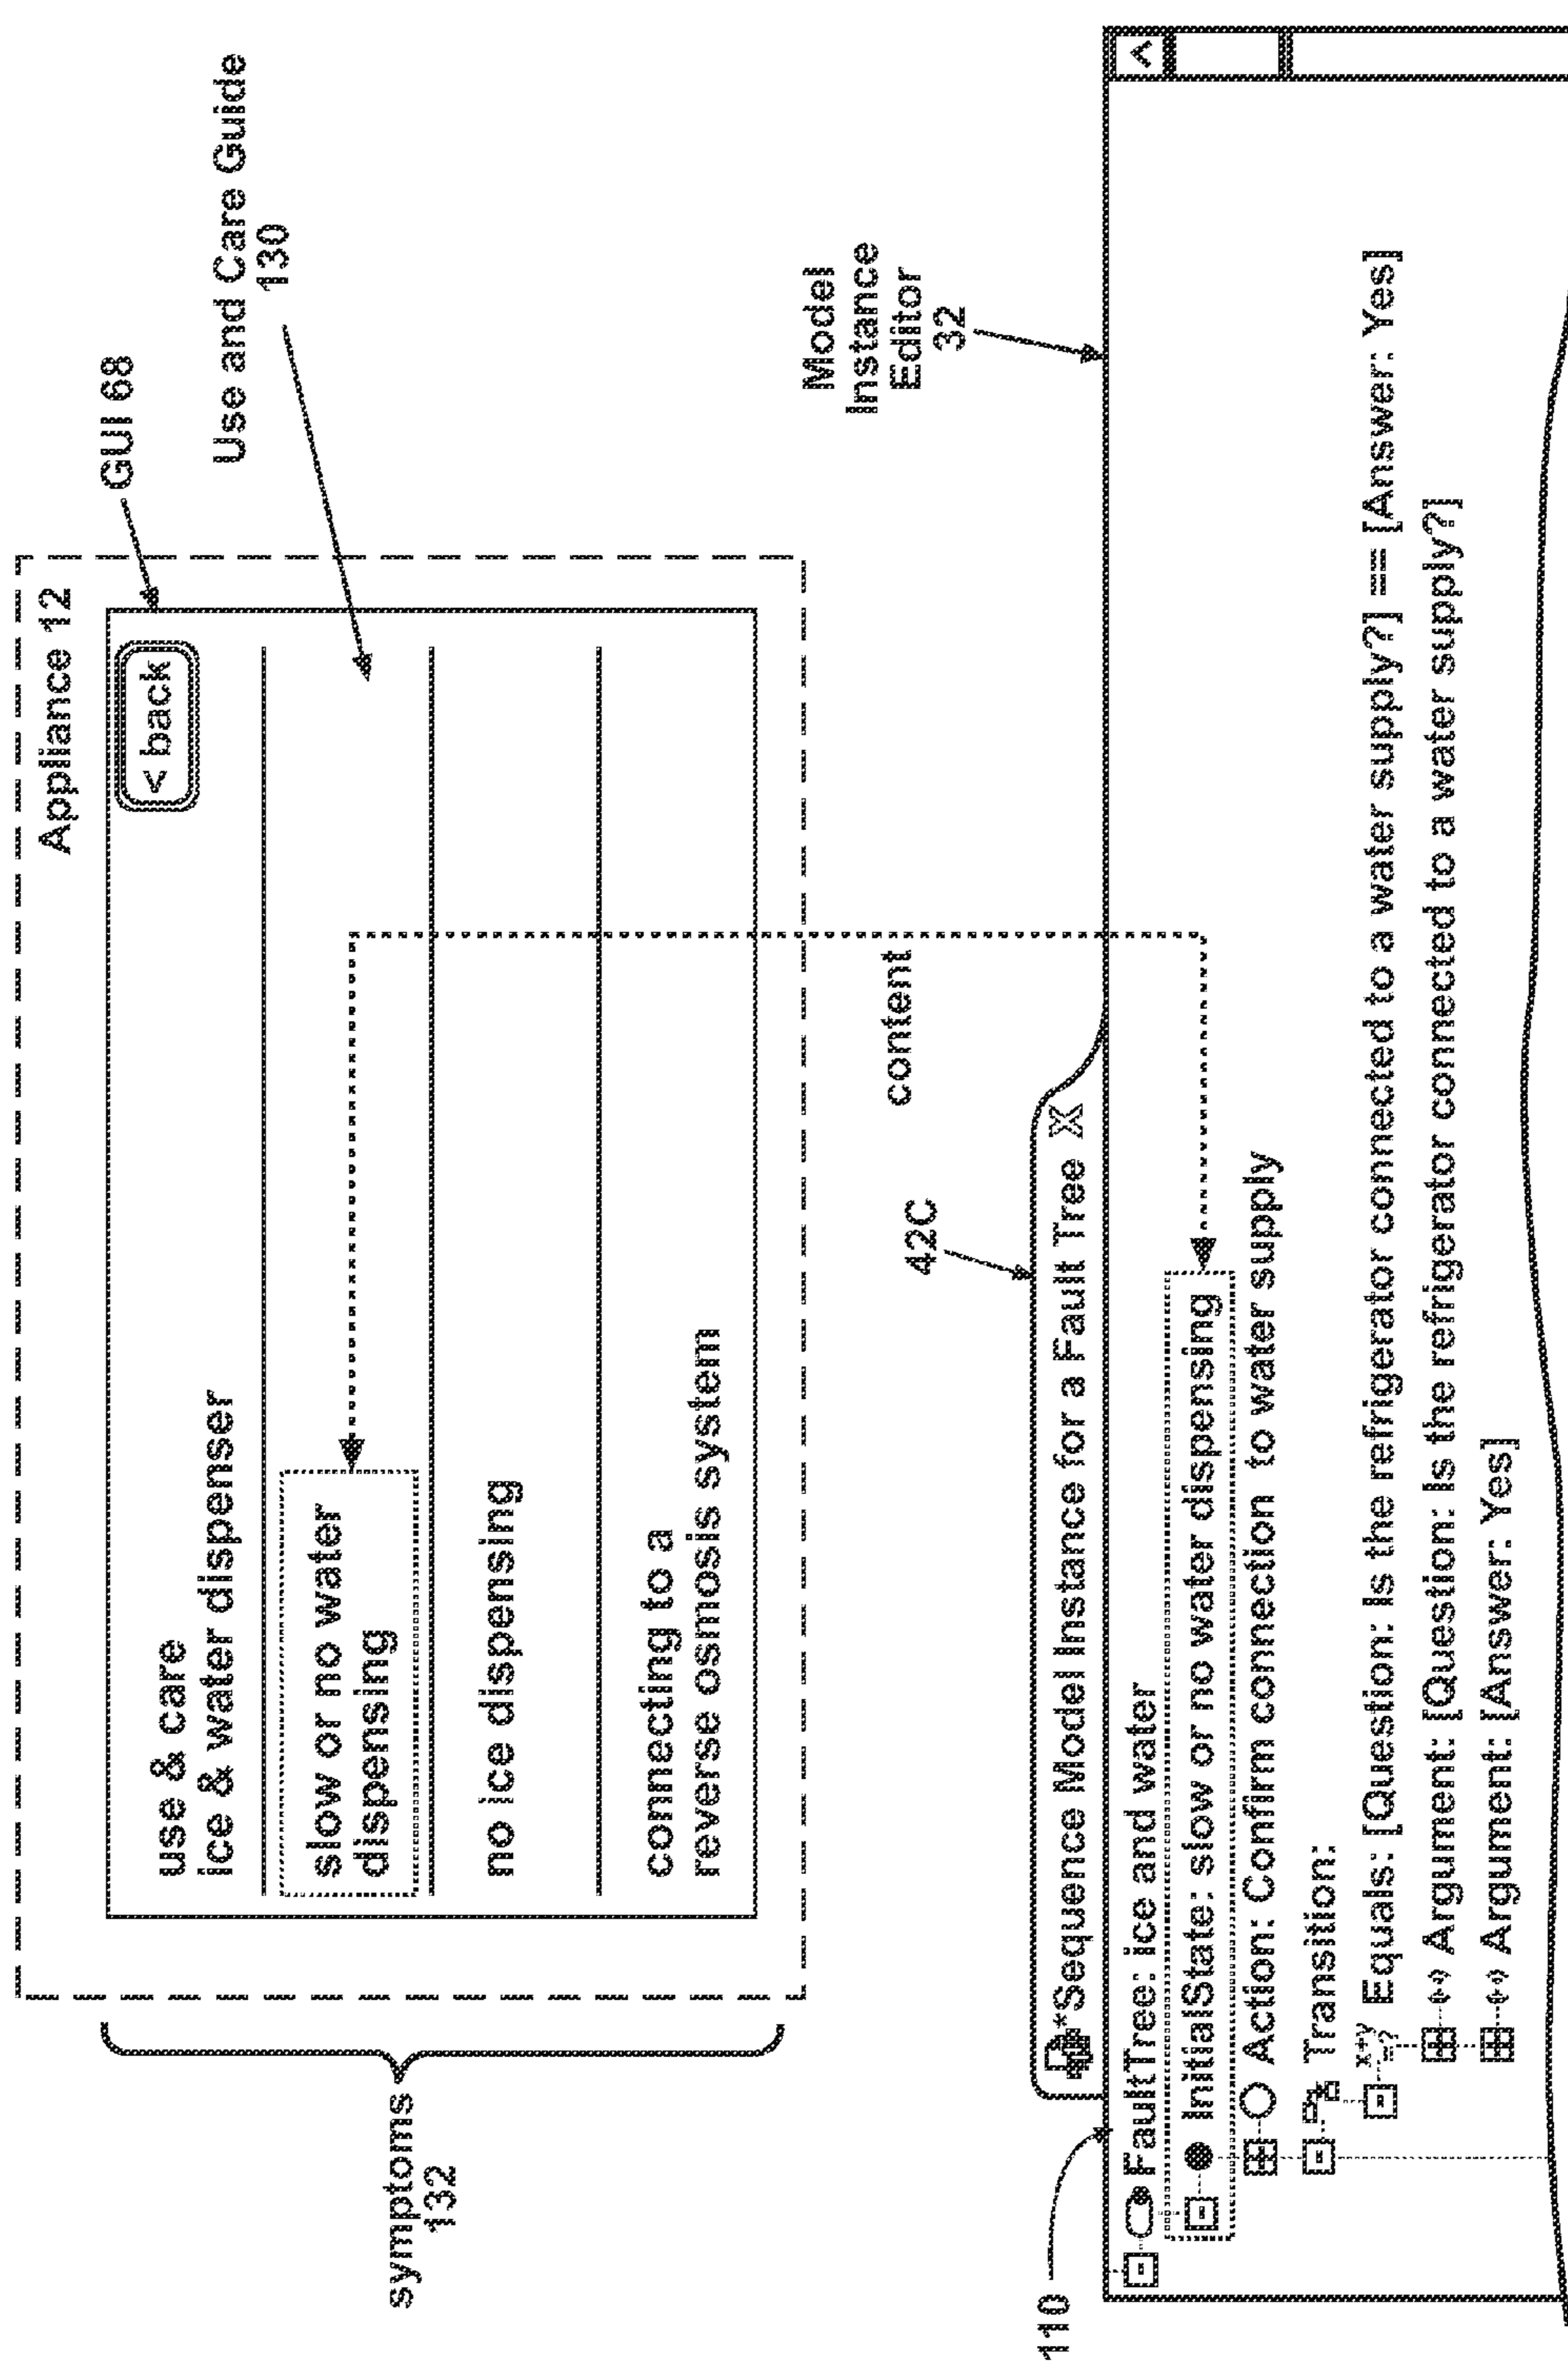 Appliance 12
GUI 68
Use and Care Guide
130
< back
use & care
ice & water dispenser
slow or no water
dispensing
no ice dispensing
connecting to a
reverse osmosis system
symptoms
132
content
Model
Instance
Editor
32
42C
110
*Sequence Model Instance for a Fault Tree X
FaultTree: ice and water
InitialState: slow or no water dispensing
Action: Confirm connection to water supply
Transition:
x+y
=? Equals: [Question: Is the refrigerator connected to a water supply?] == [Answer: Yes]
(x) Argument: [Question: Is the refrigerator connected to a water supply?]
(x) Argument: [Answer: Yes]